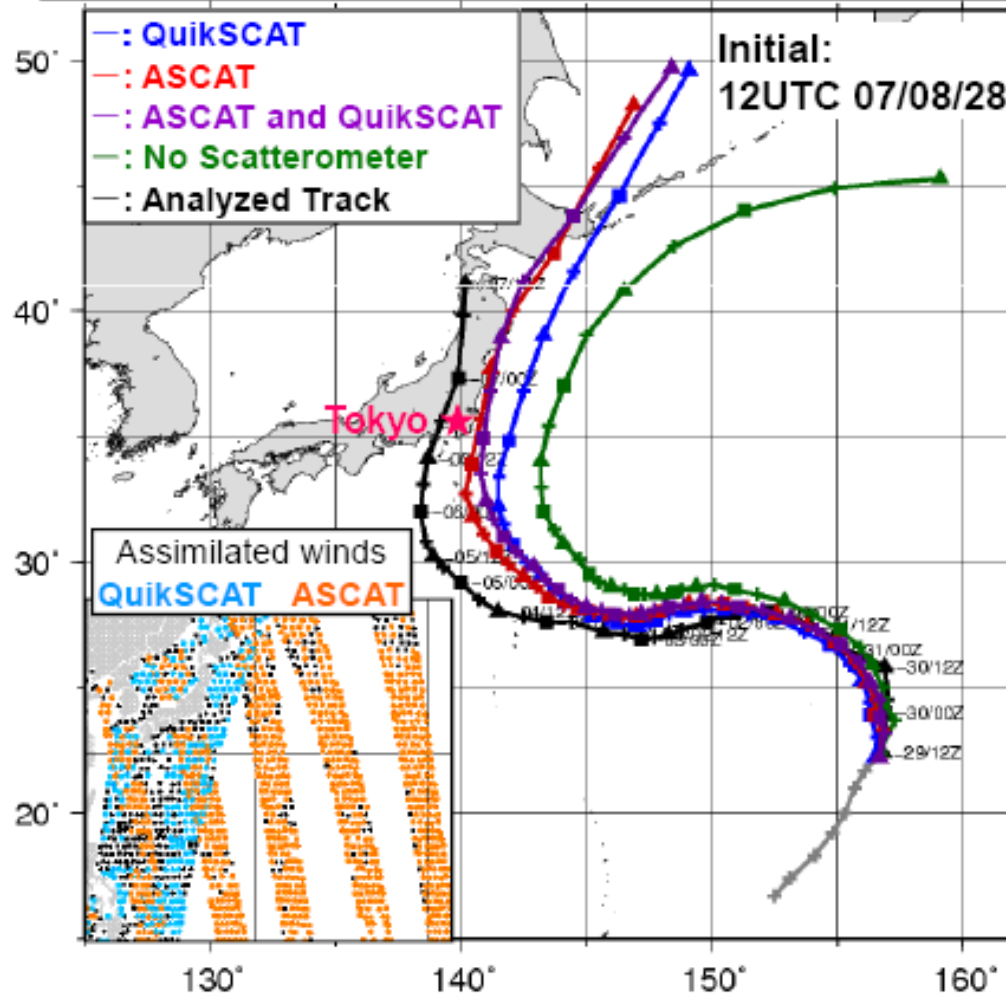 —: QuikSCAT
—: ASCAT
—: ASCAT and QuikSCAT
—: No Scatterometer
—: Analyzed Track
Initial:
12UTC 07/08/28
50°
40°
07/00Z
Tokyo
30°
05/12Z
Assimilated winds
QuikSCAT ASCAT
31/00Z
30/12Z
30/00Z
29/12Z
20°
130° 140° 150° 160°